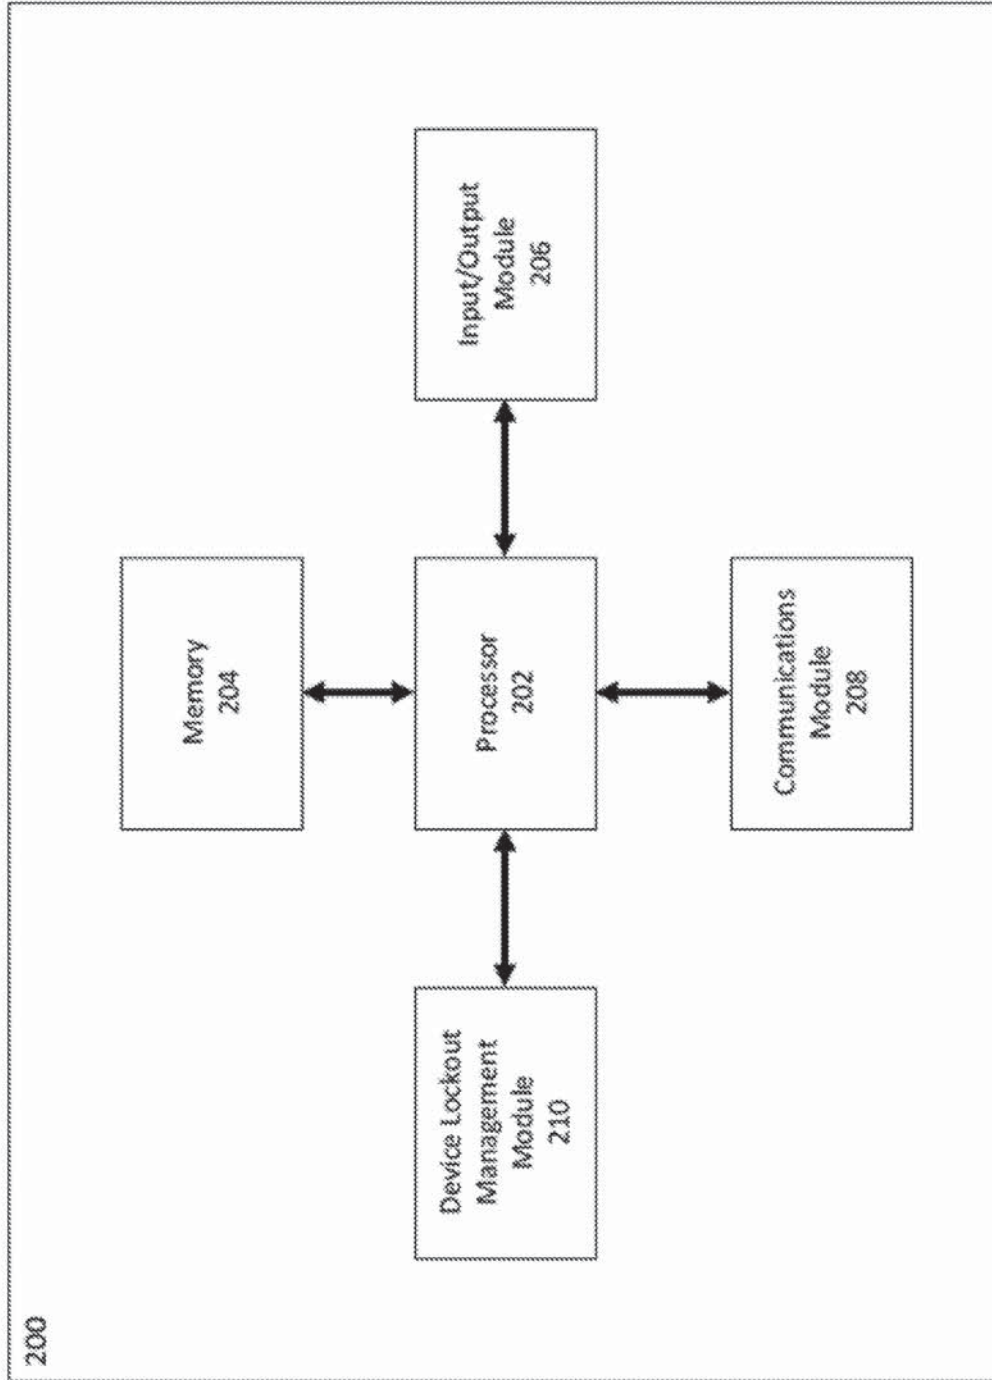 200
Memory
204
Device Lockout
Management
Module
210
Processor
202
Input/Output
Module
206
Communications
Module
208